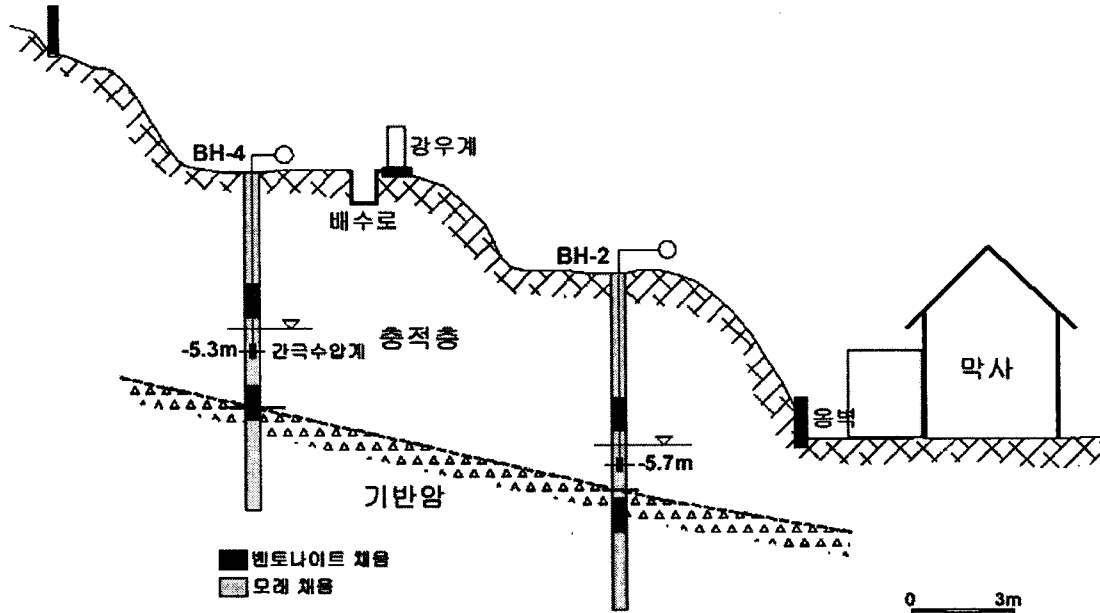 BH-4
강우계
배수로
BH-2
충적층
-5.3m
간극수압계
막사
옹벽
-5.7m
기반암
벤토나이트 채움
모래 채움
0 3m